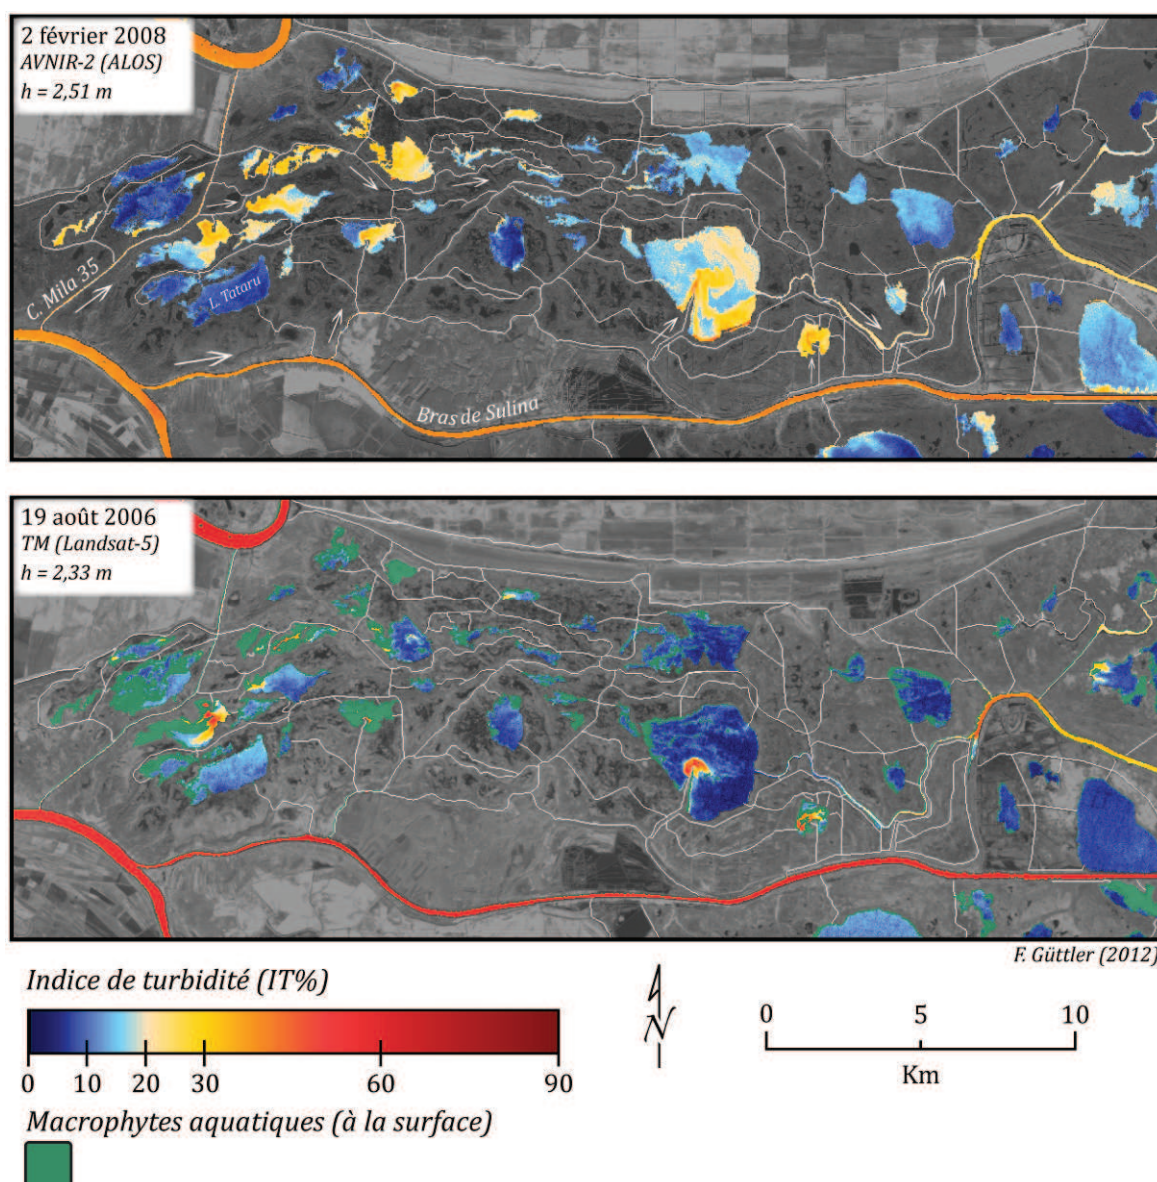 2 février 2008
AVNIR-2 (ALOS)
h = 2,51 m
C. Mila 35
L. Tataru
Bras de Sulina
19 août 2006
TM (Landsat-5)
h = 2,33 m
F. Güttler (2012)
Indice de turbidité (IT%)
0 10 20 30 60 90
N
0 5 10
Km
Macrophytes aquatiques (à la surface)